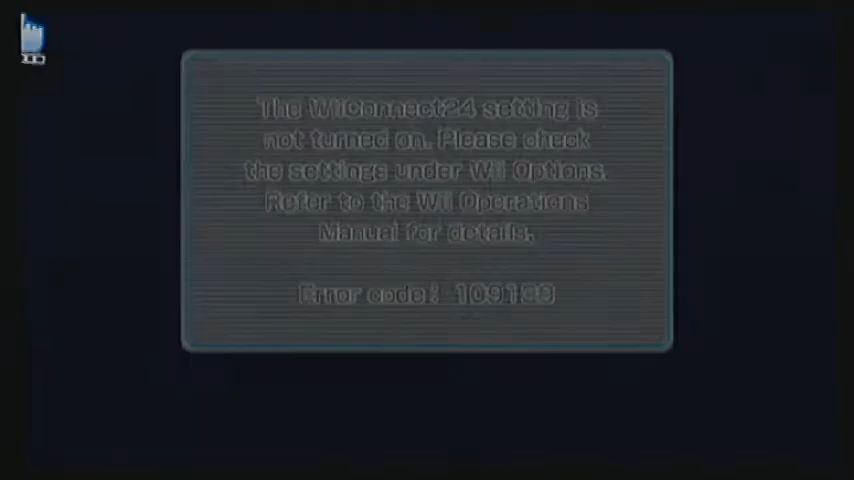 The WiiConnect24 setting is
not turned on. Please check
the settings under Wii Options.
Refer to the Wii Operations
Manual for details.
Error code : 109138